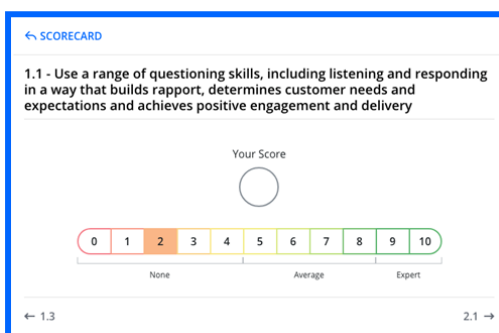 SCORECARD
1.1 - Use a range of questioning skills, including listening and responding
in a way that builds rapport, determines customer needs and
expectations and achieves positive engagement and delivery
Your Score
0 1 2 3 4 5 6 7 8 9 10
None Average Expert
← 1.3 2.1 →